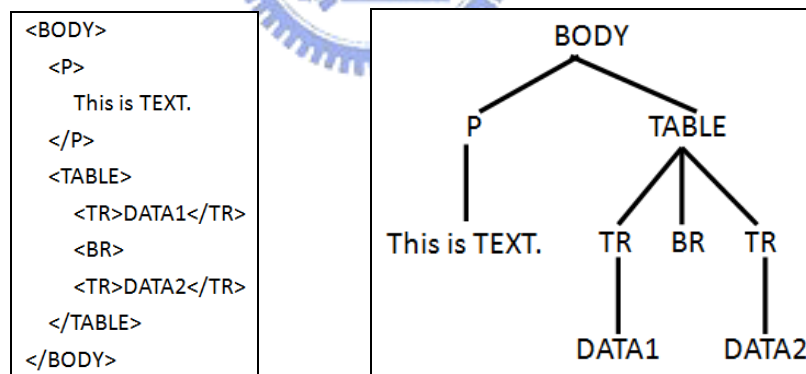 <BODY>
<P>
This is TEXT.
</P>
<TABLE>
<TR>DATA1</TR>
<BR>
<TR>DATA2</TR>
</TABLE>
</BODY>
BODY
P TABLE
This is TEXT. TR BR TR
DATA1 DATA2